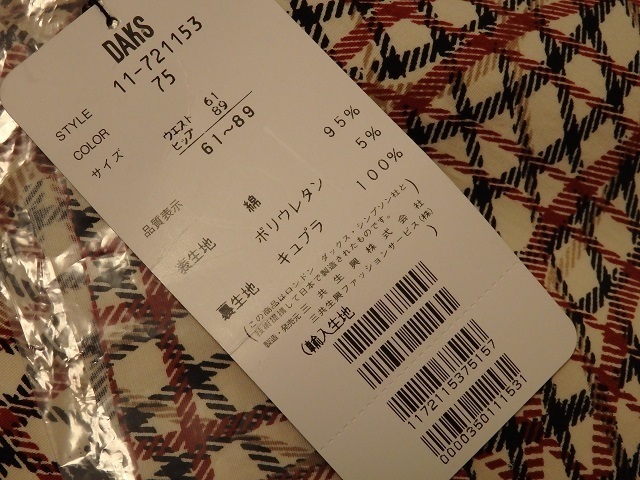 DAKS
STYLE 11-721153
COLOR 75
サイズ ウエスト 61
ヒップ 89
61~89
品質表示
表生地 綿 95%
ポリウレタン 5%
裏生地 キュプラ 100%
(この商品はロンドン ダックス・シンプソン社と
技術提携して日本で製造されたものです。)
製造・発売元 三共生興株式会社
三共生興ファッションサービス(株)
(輸入生地)
1172115375157
0000350111531